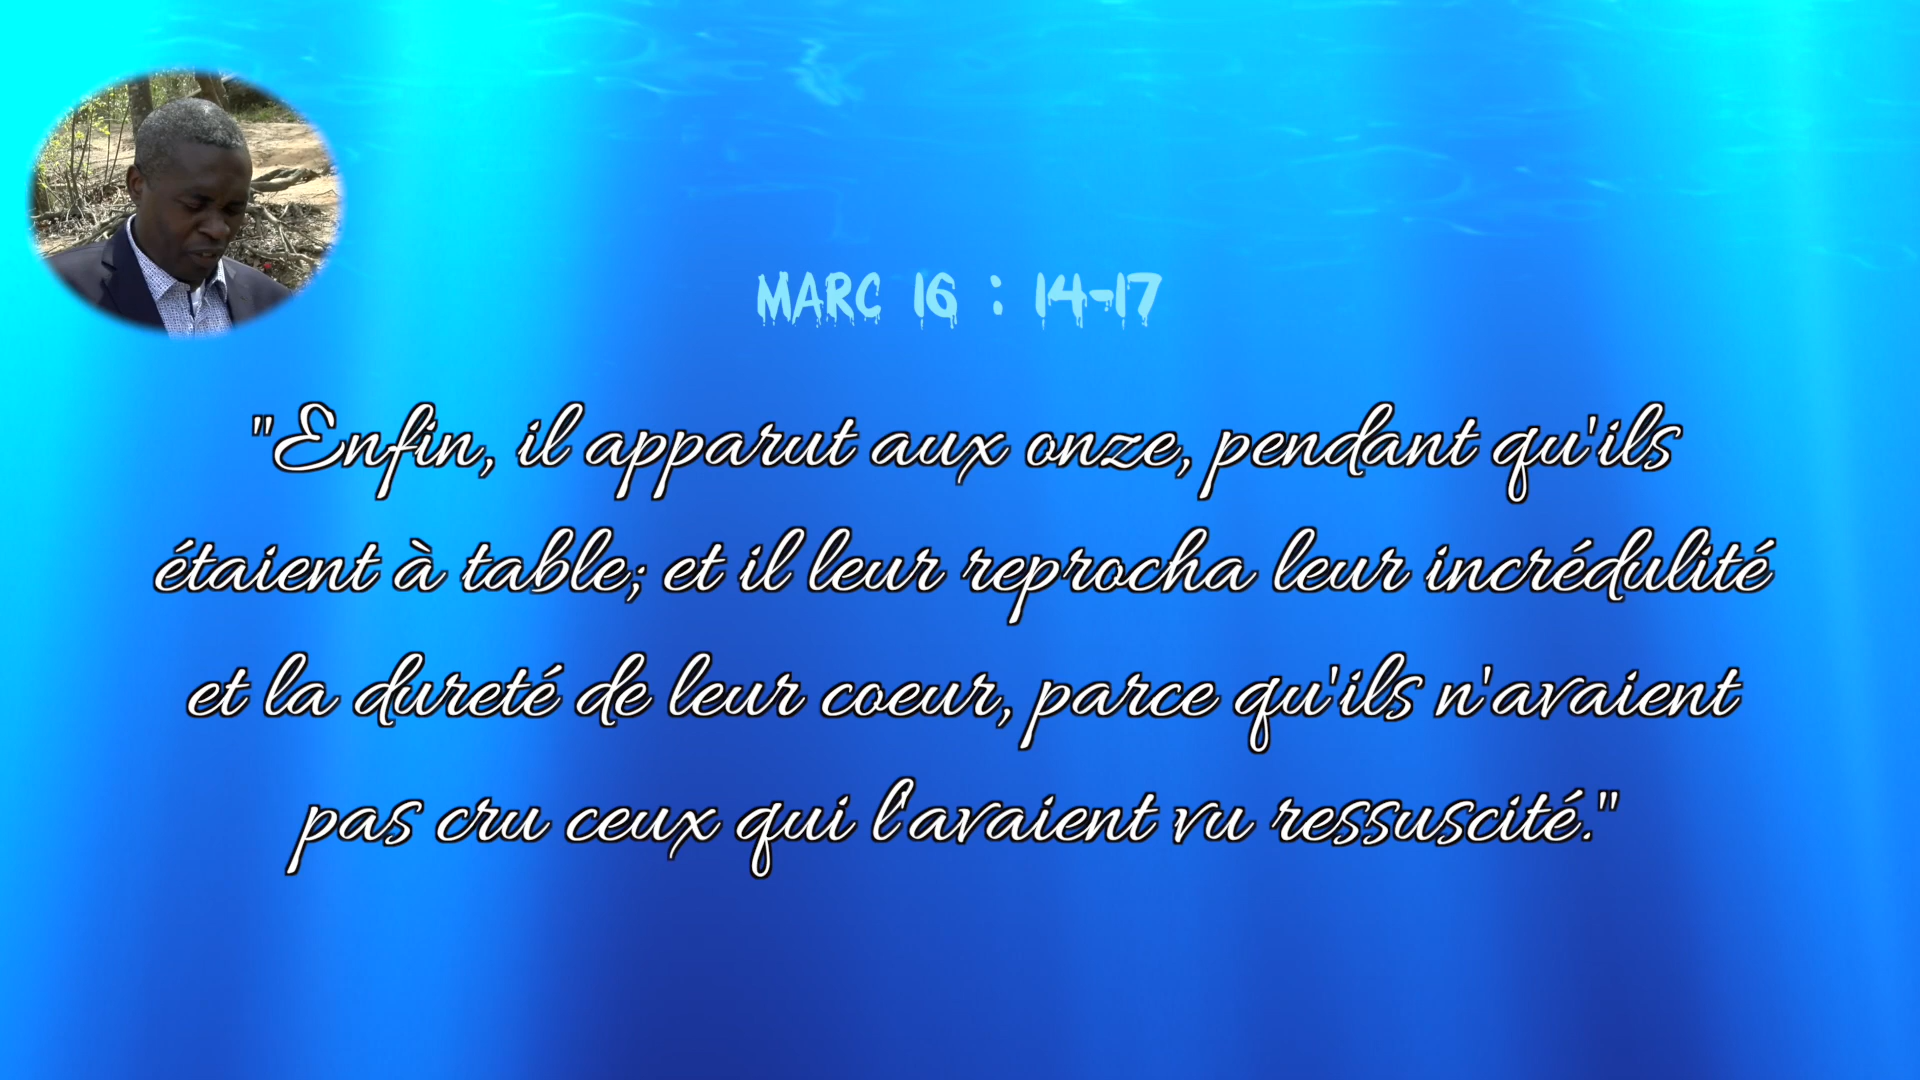 MARC 16 : 14-17
"Enfin, il apparut aux onze, pendant qu'ils
étaient à table; et il leur reprocha leur incrédulité
et la dureté de leur coeur, parce qu'ils n'avaient
pas cru ceux qui l'avaient vu ressuscité."